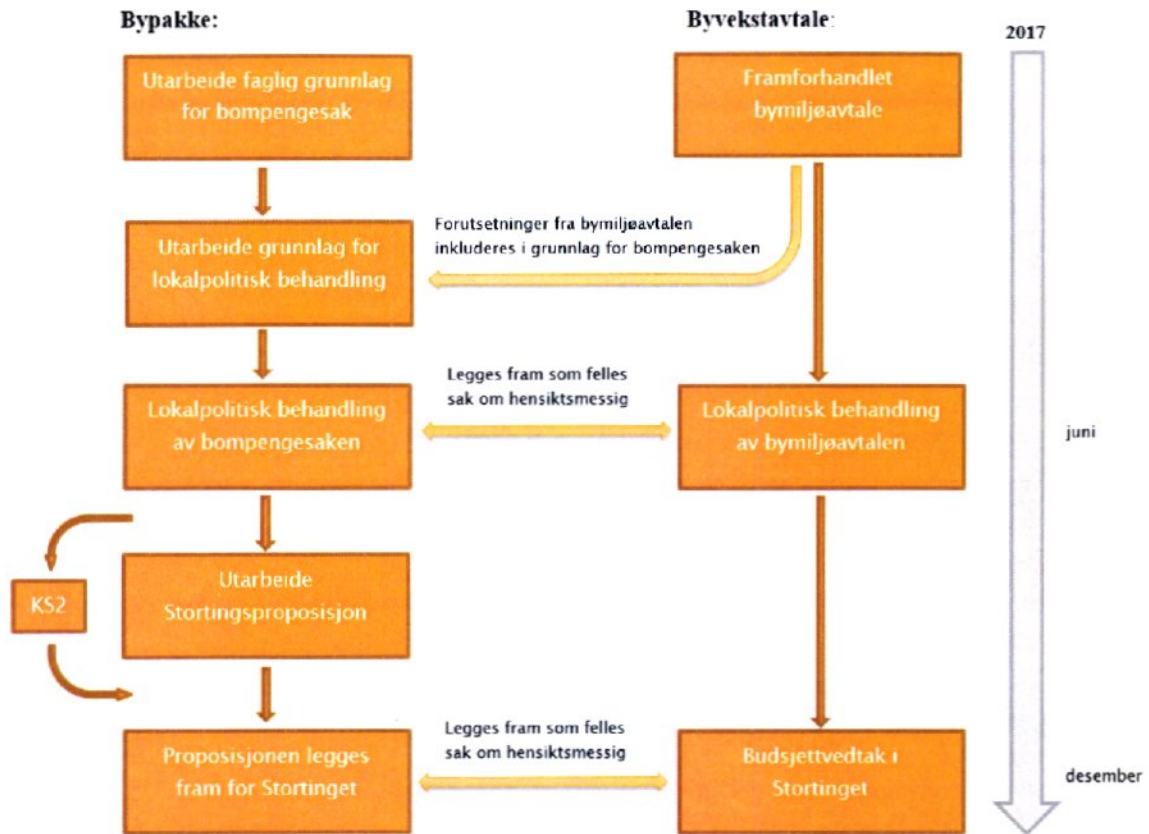 Bypakke:
Byvekstavtale:
2017
Utarbeide faglig grunnlag
for bompengesak
Framforhandlet
bymiljøavtale
Forutsetninger fra bymiljøavtalen
inkluderes i grunnlag for bompengesaken
Utarbeide grunnlag for
lokalpolitisk behandling
Legges fram som felles
sak om hensiktsmessig
Lokalpolitisk behandling
av bompengesaken
Lokalpolitisk behandling
av bymiljøavtalen
juni
KS2
Utarbeide
Stortingsproposisjon
Legges fram som felles
sak om hensiktsmessig
Proposisjonen legges
fram for Stortinget
Budsjettvedtak i
Stortinget
desember